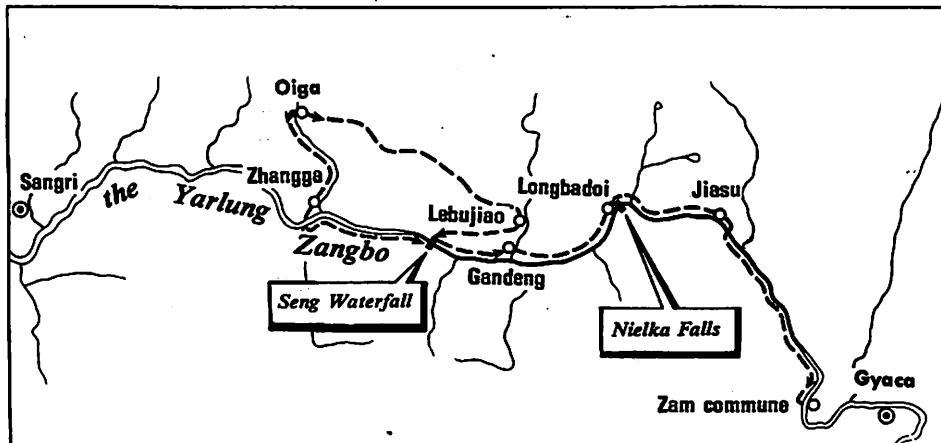 Oiga
Sangri
the Yarlung Zangbo
Zhangga
Lebujiao
Longbadoi
Jiasu
Gandeng
Seng Waterfall
Nielka Falls
Zam commune
Gyaca